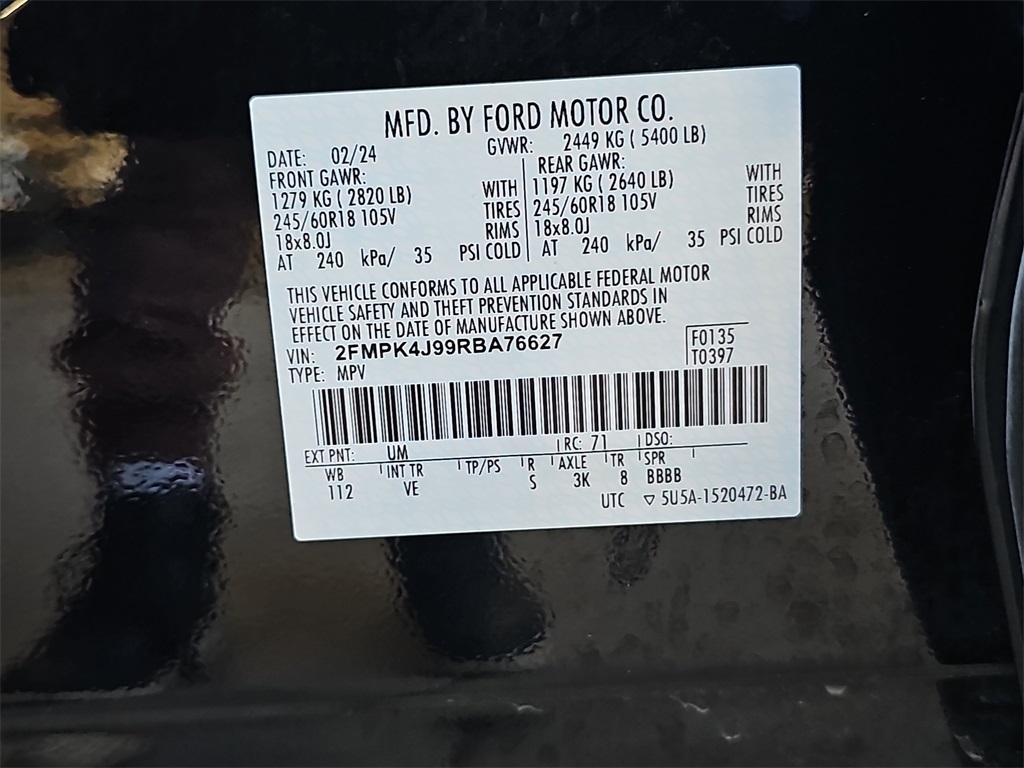 MFD. BY FORD MOTOR CO.
DATE: 02/24 GVWR: 2449 KG ( 5400 LB)
FRONT GAWR: REAR GAWR:
1279 KG ( 2820 LB) WITH 1197 KG ( 2640 LB) WITH
245/60R18 105V TIRES 245/60R18 105V TIRES
18x8.0J RIMS 18x8.0J RIMS
AT 240 kPa/ 35 PSI COLD AT 240 kPa/ 35 PSI COLD
THIS VEHICLE CONFORMS TO ALL APPLICABLE FEDERAL MOTOR
VEHICLE SAFETY AND THEFT PREVENTION STANDARDS IN
EFFECT ON THE DATE OF MANUFACTURE SHOWN ABOVE.
VIN: 2FMPK4J99RBA76627 F0135
TYPE: MPV T0397
EXT PNT: UM RC: 71 DSO:
WB INT TR TP/PS R AXLE TR SPR
112 VE S 3K 8 BBBB
UTC ▽ 5U5A-1520472-BA